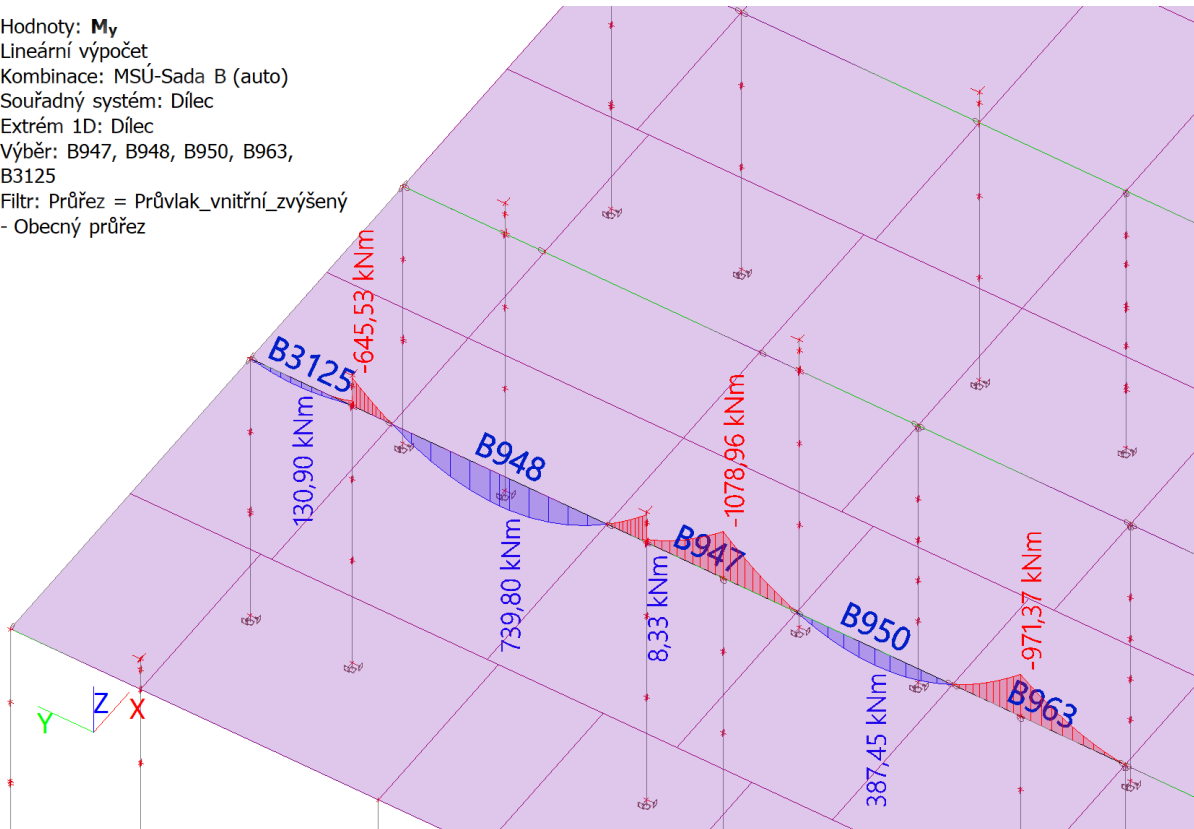 Hodnoty: My
Lineární výpočet
Kombinace: MSÚ-Sada B (auto)
Souřadný systém: Dílec
Extrém 1D: Dílec
Výběr: B947, B948, B950, B963,
B3125
Filtr: Průřez = Průvlak_vnitřní_zvýšený
- Obecný průřez
-645,53 kNm
B3125
130,90 kNm
B948
739,80 kNm
-1078,96 kNm
B947
8,33 kNm
B950
387,45 kNm
-971,37 kNm
B963
Z
Y
X